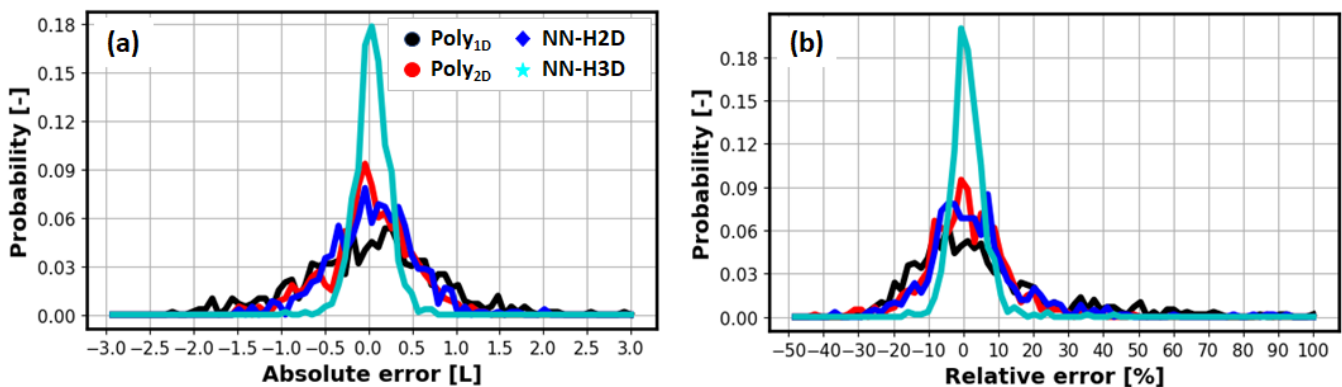 (a)
Poly1D
NN-H2D
Poly2D
NN-H3D
0.18
0.15
0.12
0.09
0.06
0.03
0.00
Probability [-]
−3.0 −2.5 −2.0 −1.5 −1.0 −0.5 0.0 0.5 1.0 1.5 2.0 2.5 3.0
Absolute error [L]
(b)
0.18
0.15
0.12
0.09
0.06
0.03
0.00
Probability [-]
−50 −40 −30 −20 −10 0 10 20 30 40 50 60 70 80 90 100
Relative error [%]